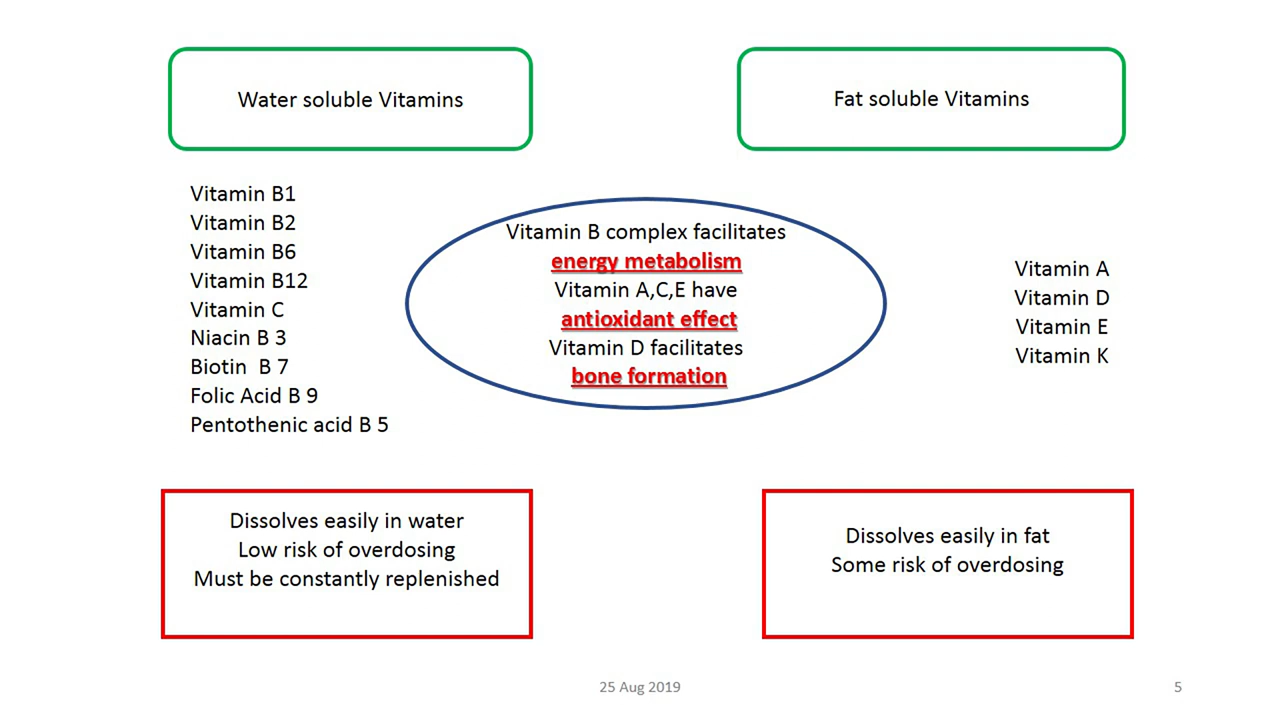 Water soluble Vitamins
Fat soluble Vitamins
Vitamin B1
Vitamin B2
Vitamin B6
Vitamin B12
Vitamin C
Niacin B 3
Biotin  B 7
Folic Acid B 9
Pentothenic acid B 5
Vitamin B complex facilitates
energy metabolism
Vitamin A,C,E have
antioxidant effect
Vitamin D facilitates
bone formation
Vitamin A
Vitamin D
Vitamin E
Vitamin K
Dissolves easily in water
Low risk of overdosing
Must be constantly replenished
Dissolves easily in fat
Some risk of overdosing
25 Aug 2019
5